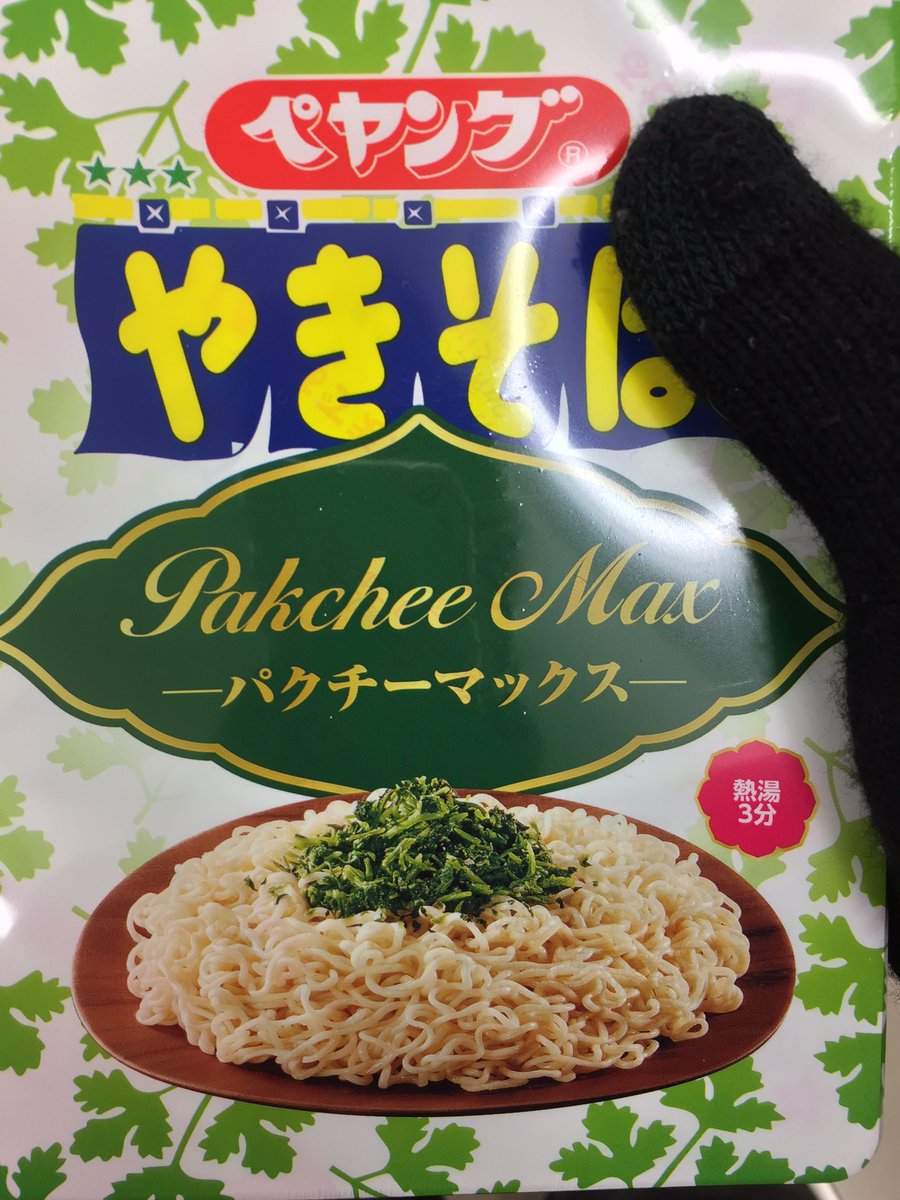 ペヤング®
やきそば
Pakchee Max
パクチーマックス
熱湯
3分